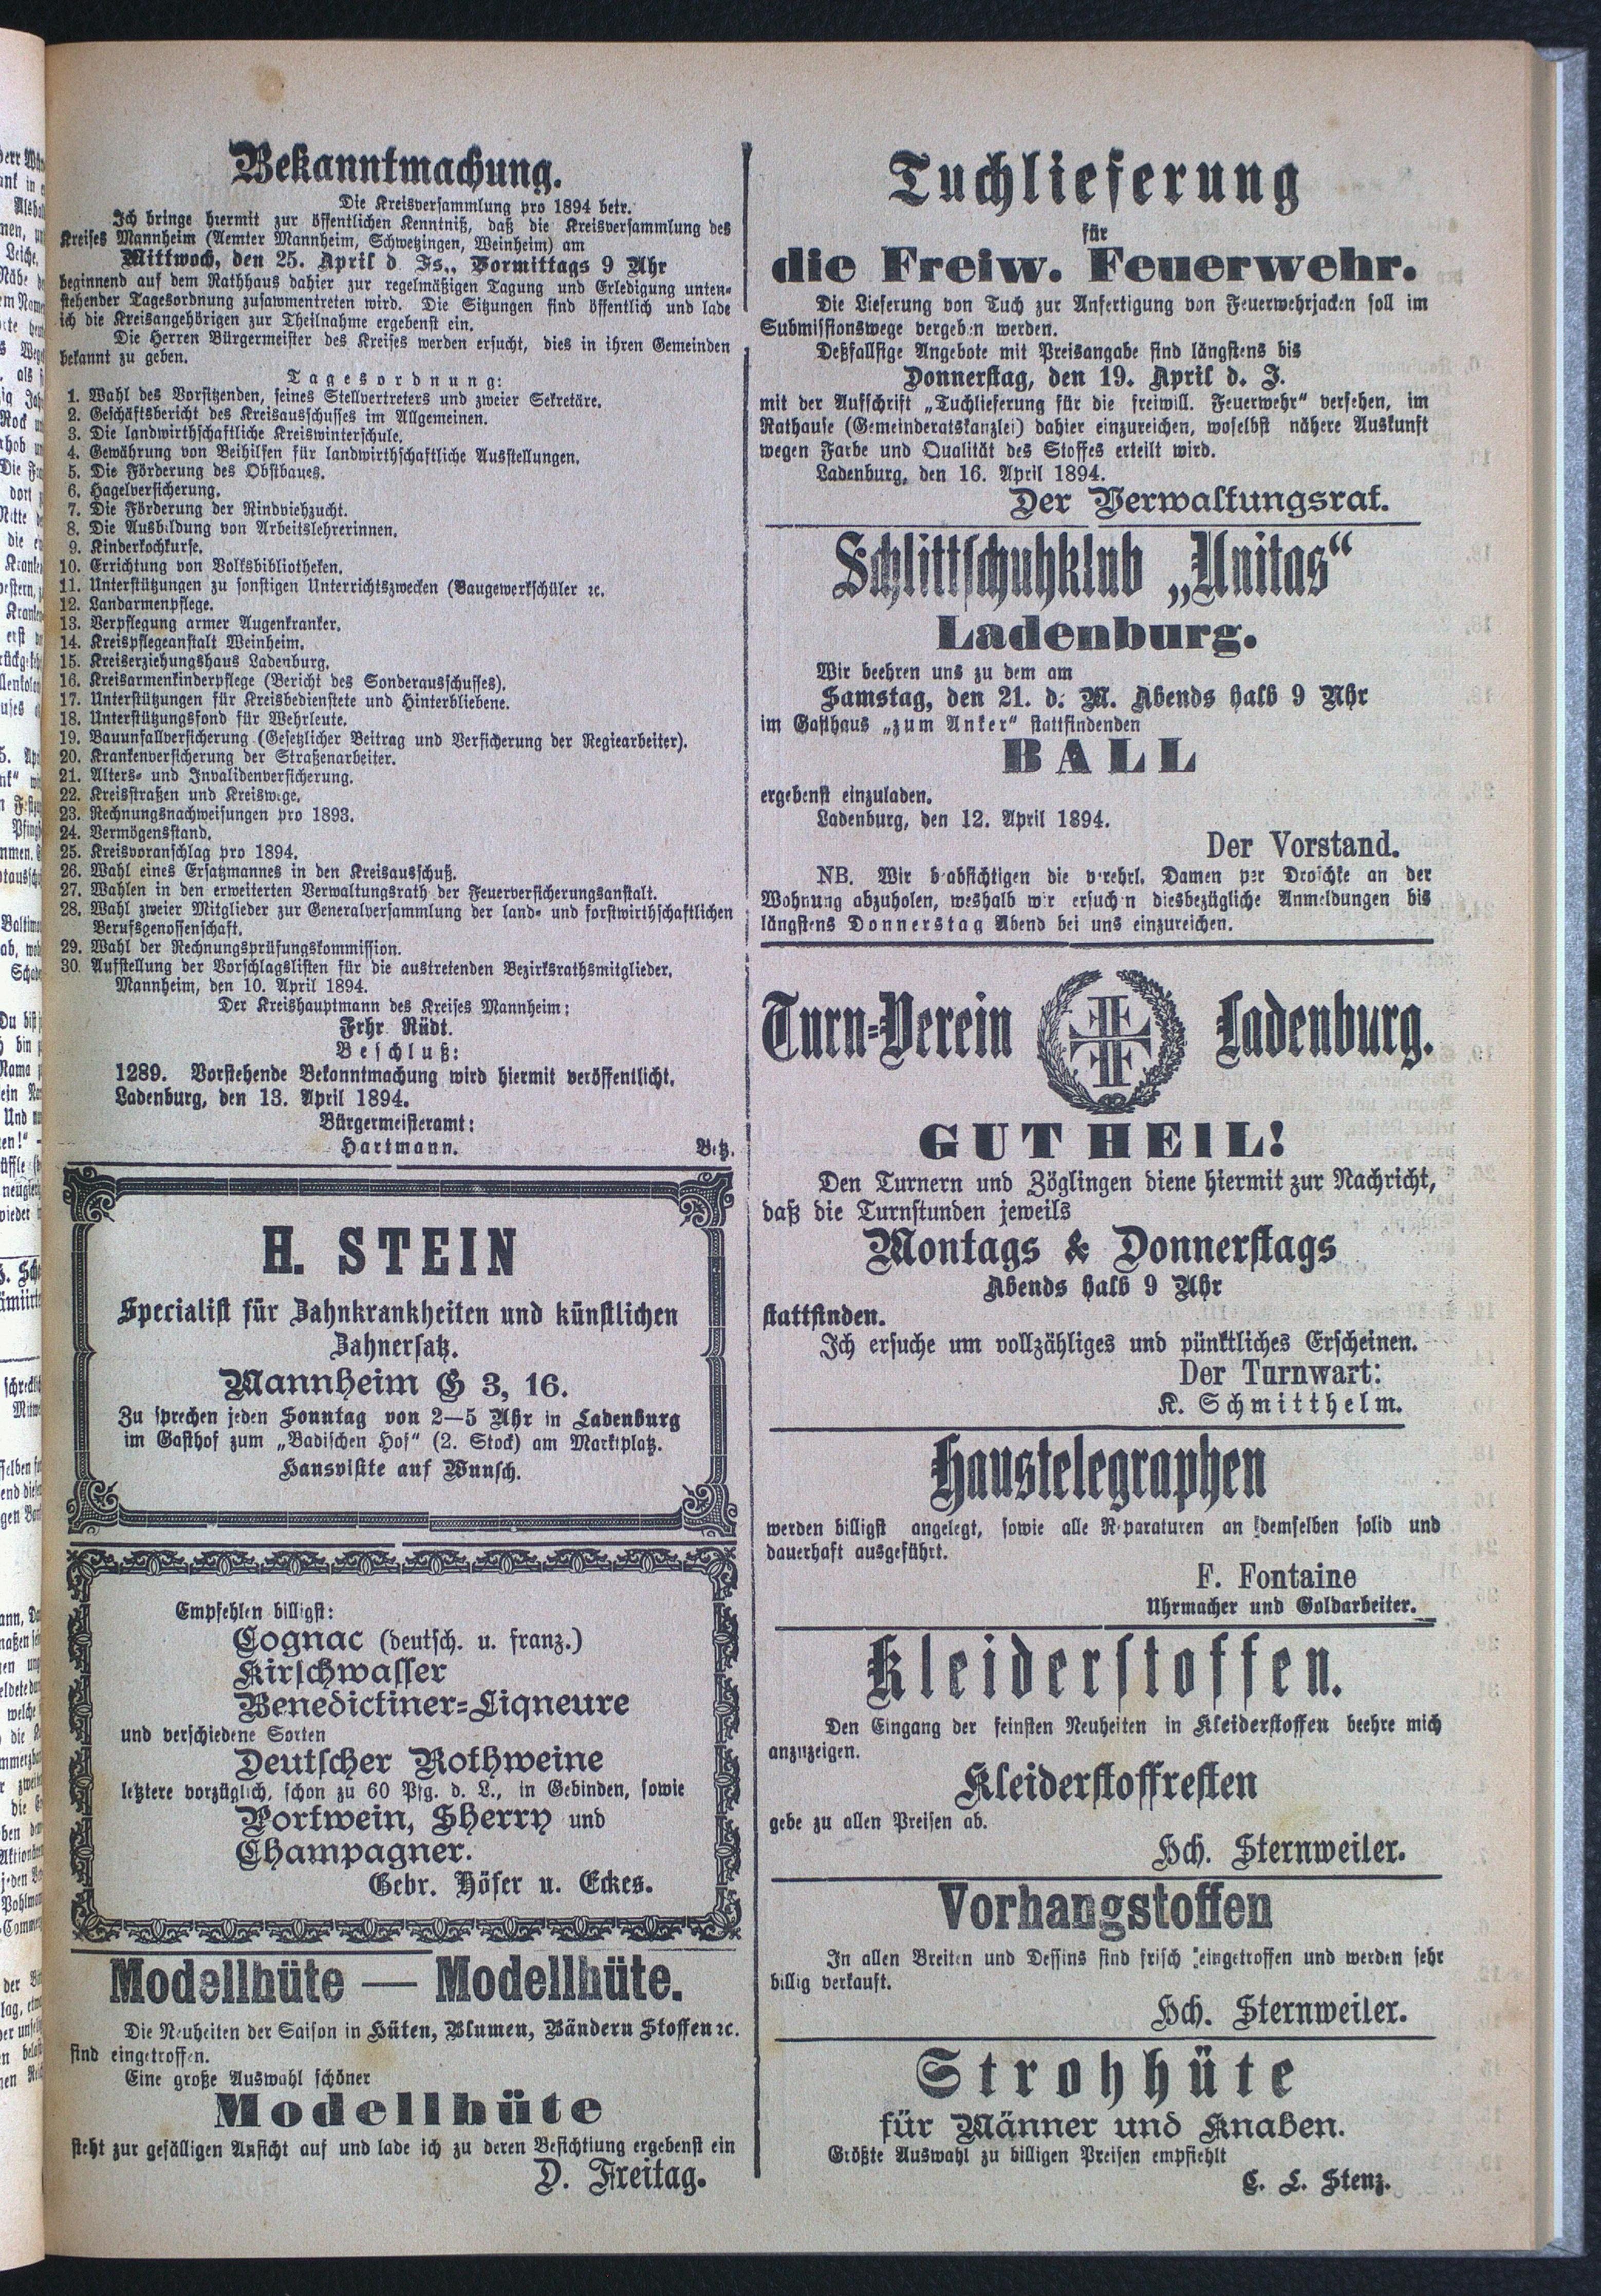 Bekanntmachung.
Die Kreisversammlung pro 1894 betr.
Ich bringe hiermit zur öffentlichen Kenntniß, daß die Kreisversammlung des
Kreises Mannheim (Aemter Mannheim, Schwetzingen, Weinheim) am
Mittwoch, den 25. April d Js., Vormittags 9 Uhr
beginnend auf dem Rathhaus dahier zur regelmäßigen Tagung und Erledigung unten-
stehender Tagesordnung zusammentreten wird. Die Sitzungen sind öffentlich und lade
ich die Kreisangehörigen zur Theilnahme ergebenst ein.
Die Herren Bürgermeister des Kreises werden ersucht, dies in ihren Gemeinden
bekannt zu geben.
Tagesordnung:
1. Wahl des Vorsitzenden, seines Stellvertreters und zweier Sekretäre.
2. Geschäftsbericht des Kreisausschusses im Allgemeinen.
3. Die landwirthschaftliche Kreiswinterschule.
4. Gewährung von Beihilfen für landwirthschaftliche Ausstellungen.
5. Die Förderung des Obstbaues.
6. Hagelversicherung.
7. Die Förderung der Rindviehzucht.
8. Die Ausbildung von Arbeitslehrerinnen.
9. Kinderkochkurse.
10. Errichtung von Volksbibliotheken.
11. Unterstützungen zu sonstigen Unterrichtszwecken (Baugewerkschüler ꝛc.
12. Landarmenpflege.
13. Verpflegung armer Augenkranker.
14. Kreispflegeanstalt Weinheim.
15. Kreiserziehungshaus Ladenburg.
16. Kreisarmenkinderpflege (Bericht des Sonderausschusses).
17. Unterstützungen für Kreisbedienstete und Hinterbliebene.
18. Unterstützungsfond für Wehrleute.
19. Bauunfallversicherung (Gesetzlicher Beitrag und Versicherung der Regiearbeiter).
20. Krankenversicherung der Straßenarbeiter.
21. Alters- und Invalidenversicherung.
22. Kreisstraßen und Kreiswege.
23. Rechnungsnachweisungen pro 1893.
24. Vermögensstand.
25. Kreisvoranschlag pro 1894.
26. Wahl eines Ersatzmannes in den Kreisausschuß.
27. Wahlen in den erweiterten Verwaltungsrath der Feuerversicherungsanstalt.
28. Wahl zweier Mitglieder zur Generalversammlung der land- und forstwirthschaftlichen
Berufsgenossenschaft.
29. Wahl der Rechnungsprüfungskommission.
30. Aufstellung der Vorschlagslisten für die austretenden Bezirksrathsmitglieder.
Mannheim, den 10. April 1894.
Der Kreishauptmann des Kreises Mannheim:
Frhr Rüdt.
Beschluß:
1289. Vorstehende Bekanntmachung wird hiermit veröffentlicht.
Ladenburg, den 13. April 1894.
Bürgermeisteramt:
Hartmann. Betz.
H. STEIN
Specialist für Zahnkrankheiten und künstlichen
Zahnersatz.
Mannheim G 3, 16.
Zu sprechen jeden Sonntag von 2—5 Uhr in Ladenburg
im Gasthof zum „Badischen Hof“ (2. Stock) am Marktplatz.
Hausvisite auf Wunsch.
Empfehlen billigst:
Cognac (deutsch. u. franz.)
Kirschwasser
Benedictiner-Liqneure
und verschiedene Sorten
Deutscher Rothweine
letztere vorzüglich, schon zu 60 Pfg. d. L., in Gebinden, sowie
Portwein, Sherry und
Champagner.
Gebr. Höfer u. Eckes.
Modellhüte — Modellhüte.
Die Neuheiten der Saison in Hüten, Blumen, Bändern Stoffen ꝛc.
sind eingetroffen.
Eine große Auswahl schöner
Modellhüte
steht zur gefälligen Ansicht auf und lade ich zu deren Besichtiung ergebenst ein
D. Freitag.
Tuchlieferung
für
die Freiw. Feuerwehr.
Die Lieferung von Tuch zur Anfertigung von Feuerwehrjacken soll im
Submissionswege vergeben werden.
Deßfallsige Angebote mit Preisangabe sind längstens bis
Donnerstag, den 19. April d. J.
mit der Aufschrift „Tuchlieferung für die freiwill. Feuerwehr“ versehen, im
Rathause (Gemeinderatskanzlei) dahier einzureichen, woselbst nähere Auskunft
wegen Farbe und Qualität des Stoffes erteilt wird.
Ladenburg, den 16. April 1894.
Der Verwaltungsrat.
Schlittschuhklub „Unitas“
Ladenburg.
Wir beehren uns zu dem am
Samstag, den 21. d. M. Abends halb 9 Uhr
im Gasthaus „zum Anker“ stattfindenden
BALL
ergebenst einzuladen.
Ladenburg, den 12. April 1894.
Der Vorstand.
NB. Wir beabsichtigen die verehrl. Damen per Droschke an der
Wohnung abzuholen, weshalb wir ersuchen diesbezügliche Anmeldungen bis
längstens Donnerstag Abend bei uns einzureichen.
Turn-Verein Ladenburg.
GUT HEIL!
Den Turnern und Zöglingen diene hiermit zur Nachricht,
daß die Turnstunden jeweils
Montags & Donnerstags
Abends halb 9 Uhr
stattfinden.
Ich ersuche um vollzähliges und pünktliches Erscheinen.
Der Turnwart:
K. Schmitthelm.
Haustelegraphen
werden billigst angelegt, sowie alle Reparaturen an demselben solid und
dauerhaft ausgeführt.
F. Fontaine
Uhrmacher und Goldarbeiter.
Kleiderstoffen.
Den Eingang der feinsten Neuheiten in Kleiderstoffen beehre mich
anzuzeigen.
Kleiderstoffresten
gebe zu allen Preisen ab.
Hch. Sternweiler.
Vorhangstoffen
In allen Breiten und Dessins sind frisch eingetroffen und werden sehr
billig verkauft.
Hch. Sternweiler.
Strohhüte
für Männer und Knaben.
Größte Auswahl zu billigen Preisen empfiehlt
C. L. Stenz.